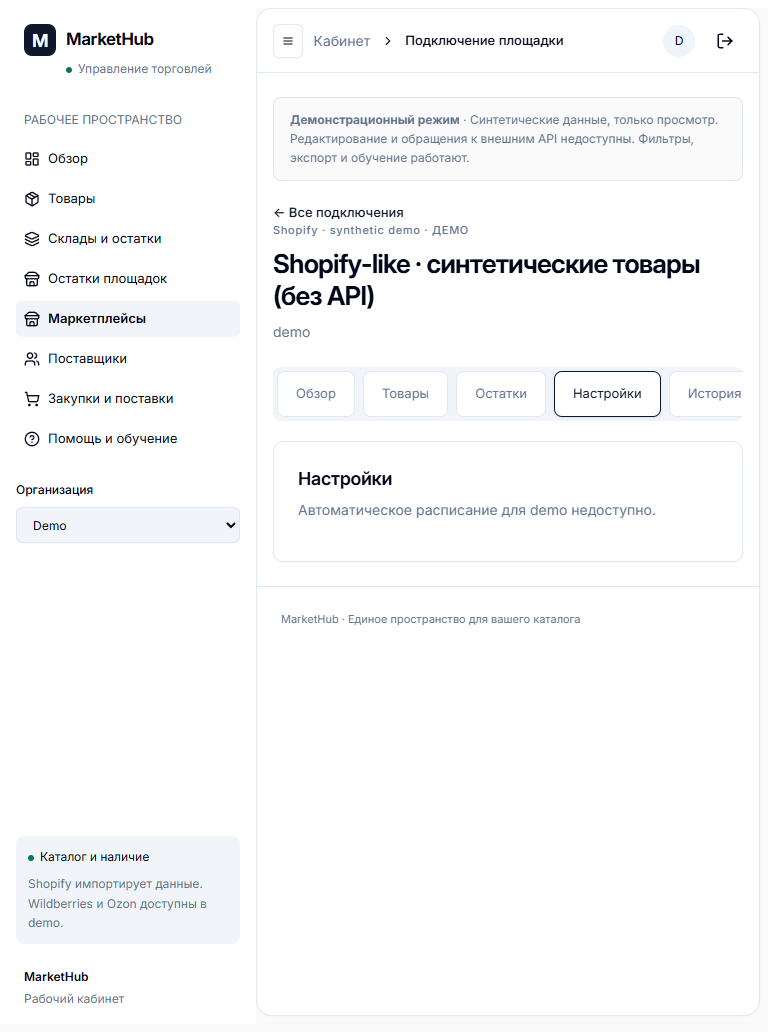 M MarketHub
Управление торговлей
РАБОЧЕЕ ПРОСТРАНСТВО
Обзор
Товары
Склады и остатки
Остатки площадок
Маркетплейсы
Поставщики
Закупки и поставки
Помощь и обучение
Организация
Demo
Каталог и наличие
Shopify импортирует данные.
Wildberries и Ozon доступны в
demo.
MarketHub
Рабочий кабинет
Кабинет > Подключение площадки
D
Демонстрационный режим · Синтетические данные, только просмотр.
Редактирование и обращения к внешним API недоступны. Фильтры,
экспорт и обучение работают.
← Все подключения
Shopify · synthetic demo · ДЕМО
Shopify-like · синтетические товары
(без API)
demo
Обзор Товары Остатки Настройки История
Настройки
Автоматическое расписание для demo недоступно.
MarketHub · Единое пространство для вашего каталога